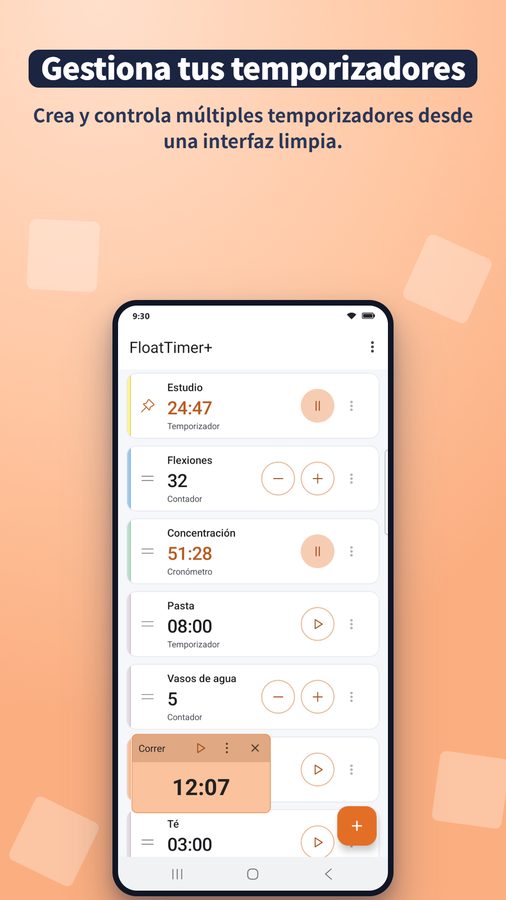 Gestiona tus temporizadores
Crea y controla múltiples temporizadores desde
una interfaz limpia.
9:30
FloatTimer+
Estudio
24:47
Temporizador
Flexiones
32
Contador
Concentración
51:28
Cronómetro
Pasta
08:00
Temporizador
Vasos de agua
5
Contador
Correr
12:07
Té
03:00